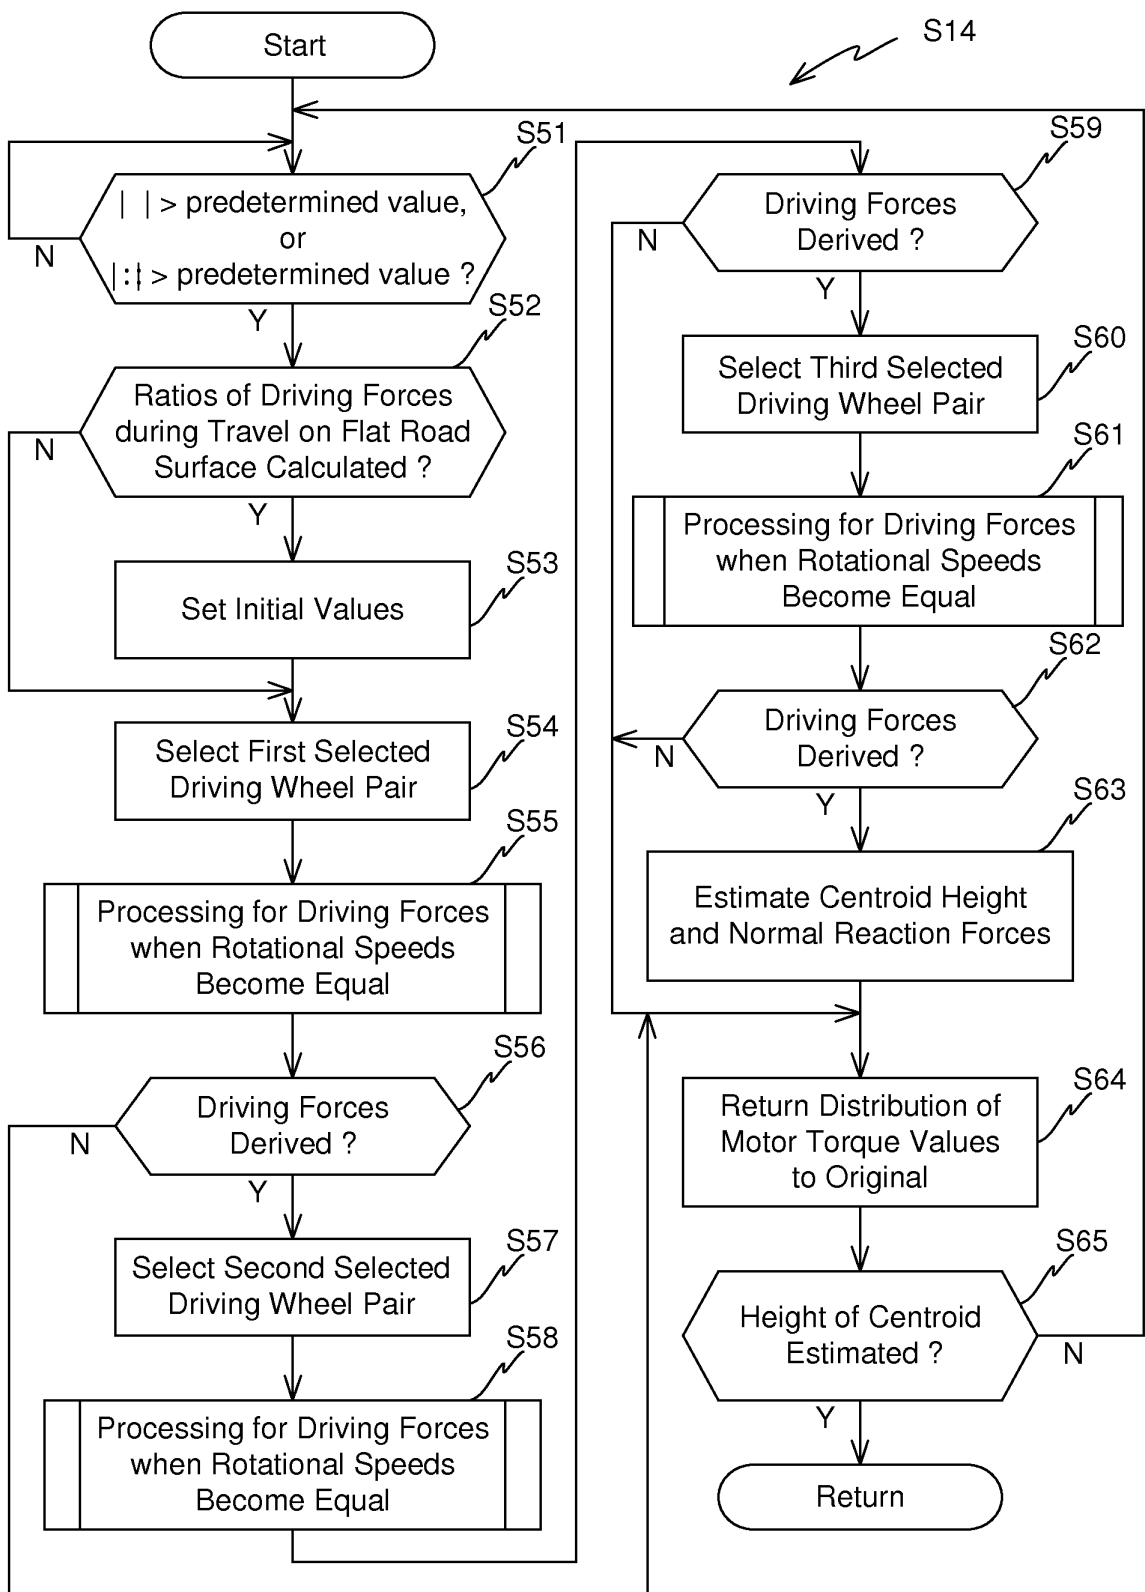 Start
S14
S51
| | > predetermined value,
or
> predetermined value ?
N
Y
S52
Ratios of Driving Forces
during Travel on Flat Road
Surface Calculated ?
N
Y
S53
Set Initial Values
S54
Select First Selected
Driving Wheel Pair
S55
Processing for Driving Forces
when Rotational Speeds
Become Equal
S56
Driving Forces
Derived ?
N
Y
S57
Select Second Selected
Driving Wheel Pair
S58
Processing for Driving Forces
when Rotational Speeds
Become Equal
S59
Driving Forces
Derived ?
N
Y
S60
Select Third Selected
Driving Wheel Pair
S61
Processing for Driving Forces
when Rotational Speeds
Become Equal
S62
Driving Forces
Derived ?
N
Y
S63
Estimate Centroid Height
and Normal Reaction Forces
S64
Return Distribution of
Motor Torque Values
to Original
S65
Height of Centroid
Estimated ?
N
Y
Return